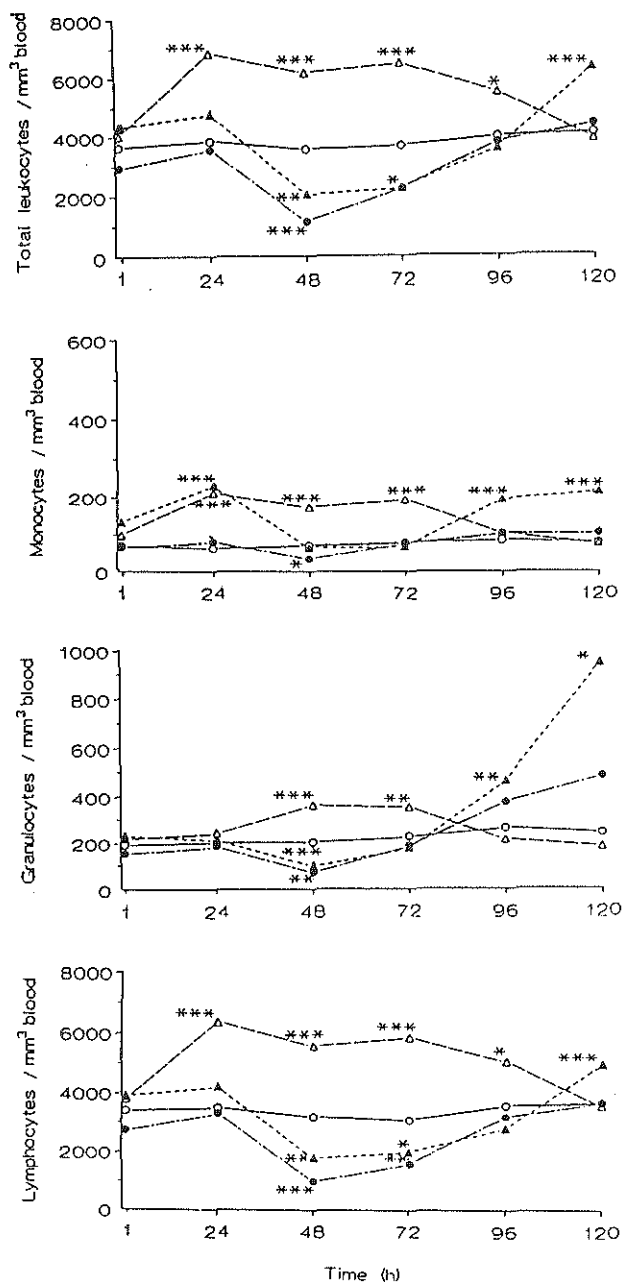 Total leukocytes / mm³ blood
8000
6000
4000
2000
0
*** *** *** * ***
** *
***
1 24 48 72 96 120
Monocytes / mm³ blood
600
400
200
0
*** *** *** *** ***
***
*
1 24 48 72 96 120
Granulocytes / mm³ blood
1000
800
600
400
200
0
*
*** ** **
***
**
1 24 48 72 96 120
Lymphocytes / mm³ blood
8000
6000
4000
2000
0
*** *** *** * ***
*
** **
***
1 24 48 72 96 120
Time (h)